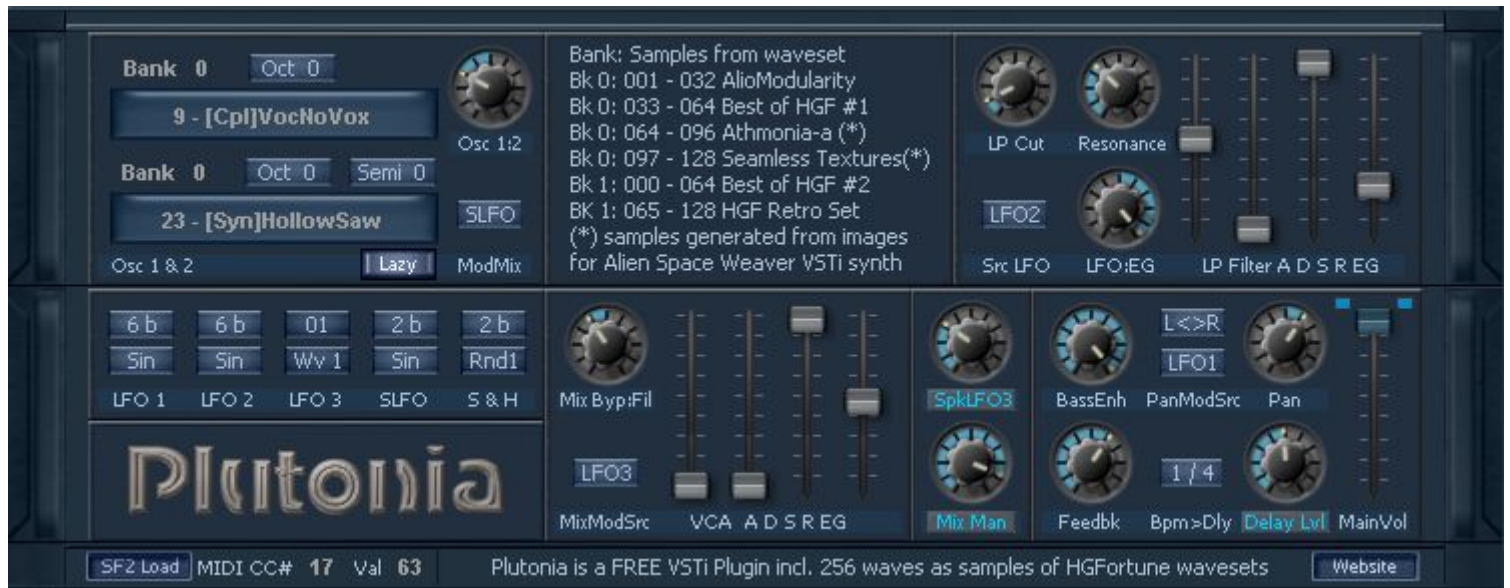 Bank 0 Oct 0
9 - [Cpl]VocNoVox
Osc 1:2
Bank 0 Oct 0 Semi 0
23 - [Syn]HollowSaw
SLFO
Osc 1 & 2 Lazy ModMix
Bank: Samples from waveset
Bk 0: 001 - 032 AlioModularity
Bk 0: 033 - 064 Best of HGF #1
Bk 0: 064 - 096 Athmonia-a (*)
Bk 0: 097 - 128 Seamless Textures(*)
Bk 1: 000 - 064 Best of HGF #2
BK 1: 065 - 128 HGF Retro Set
(*) samples generated from images
for Alien Space Weaver VSTi synth
LP Cut Resonance
LFO2
Src LFO LFO:EG LP Filter A D S R EG
6 b 6 b 01 2 b 2 b
Sin Sin Wv 1 Sin Rnd1
LFO 1 LFO 2 LFO 3 SLFO S & H
Plutonia
Mix Byp:Fil
LFO3
MixModSrc VCA A D S R EG
SpkLFO3
Mix Man
L<>R
LFO1
BassEnh PanModSrc Pan
1 / 4
Feedbk Bpm>Dly Delay Lvl MainVol
SF2 Load MIDI CC# 17 Val 63 Plutonia is a FREE VSTi Plugin incl. 256 waves as samples of HGFortune wavesets Website